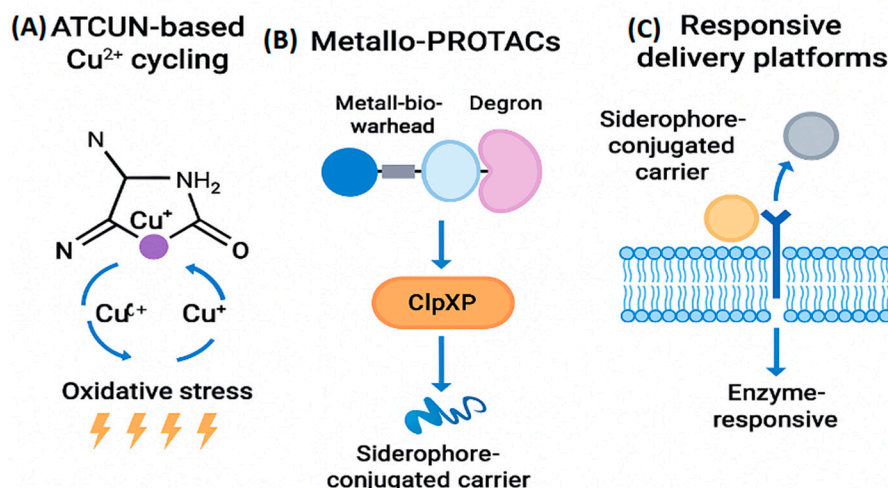 (A) ATCUN-based
Cu²⁺ cycling
N
NH₂
Cu⁺
N
O
Cuᶜ⁺
Cu⁺
Oxidative stress
(B) Metallo-PROTACs
Metall-bio-
warhead
Degron
ClpXP
Siderophore-
conjugated carrier
(C) Responsive
delivery platforms
Siderophore-
conjugated
carrier
Enzyme-
responsive